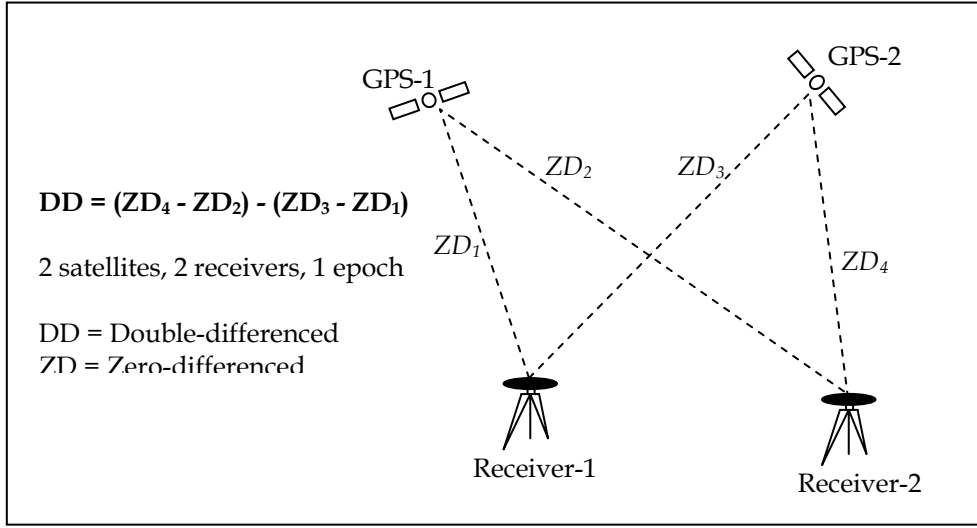 GPS-1
GPS-2
ZD₂
ZD₃
DD = (ZD₄ - ZD₂) - (ZD₃ - ZD₁)
ZD₁
2 satellites, 2 receivers, 1 epoch
ZD₄
DD = Double-differenced
ZD = Zero-differenced
Receiver-1
Receiver-2